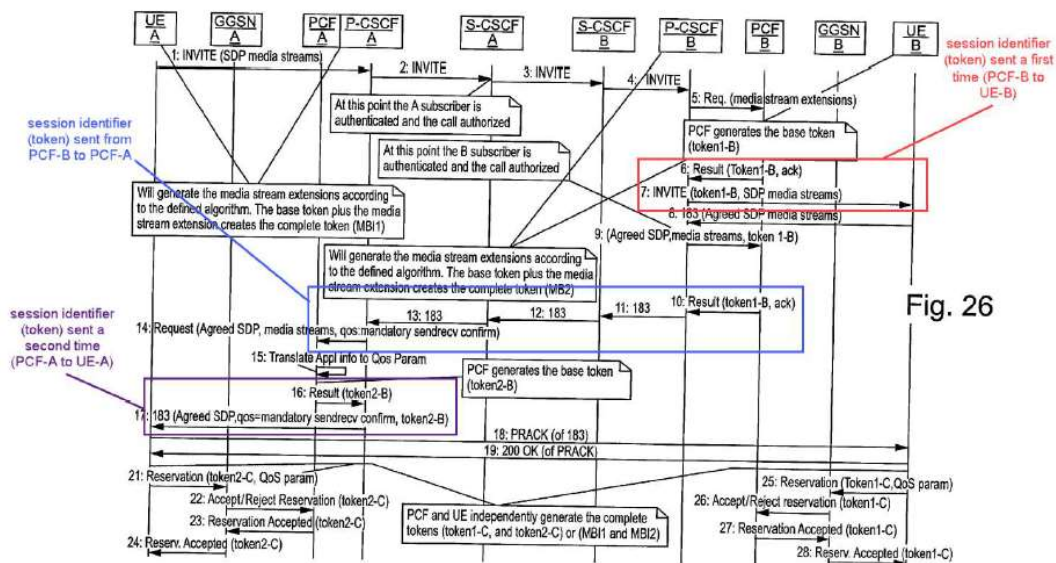 UE
A
GGSN
A
PCF
A
P-CSCF
A
S-CSCF
A
S-CSCF
B
P-CSCF
B
PCF
B
GGSN
B
UE
B
session identifier
(token) sent a first
time (PCF-B to
UE-B)
1: INVITE (SDP media streams)
2: INVITE
3: INVITE
4: INVITE
5: Req. (media stream extensions)
At this point the A subscriber is
authenticated and the call authorized
session identifier
(token) sent from
PCF-B to PCF-A
PCF generates the base token
(token1-B)
At this point the B subscriber is
authenticated and the call authorized
6: Result (Token1-B, ack)
7: INVITE (token1-B, SDP media streams)
Will generate the media stream extensions according
to the defined algorithm. The base token plus the media
stream extension creates the complete token (MBI1)
8: 183 (Agreed SDP media streams)
9: (Agreed SDP,media streams, token 1-B)
Will generate the media stream extensions according
to the defined algorithm. The base token plus the media
stream extension creates the complete token (MB2)
10: Result (token1-B, ack)
11: 183
12: 183
13: 183
Fig. 26
session identifier
(token) sent a
second time
(PCF-A to UE-A)
14: Request (Agreed SDP, media streams, qos:mandatory sendrecv confirm)
15: Translate Appl info to Qos Param
PCF generates the base token
(token2-B)
16: Result (token2-B)
17: 183 (Agreed SDP,qos=mandatory sendrecv confirm, token2-B)
18: PRACK (of 183)
19: 200 OK (of PRACK)
21: Reservation (token2-C, QoS param)
25: Reservation (Token1-C,QoS param)
22: Accept/Reject Reservation (token2-C)
26: Accept/Reject reservation (token1-C)
PCF and UE independently generate the complete
tokens (token1-C, and token2-C) or (MBI1 and MBI2)
23: Reservation Accepted (token2-C)
27: Reservation Accepted (token1-C)
24: Reserv. Accepted (token2-C)
28: Reserv. Accepted (token1-C)